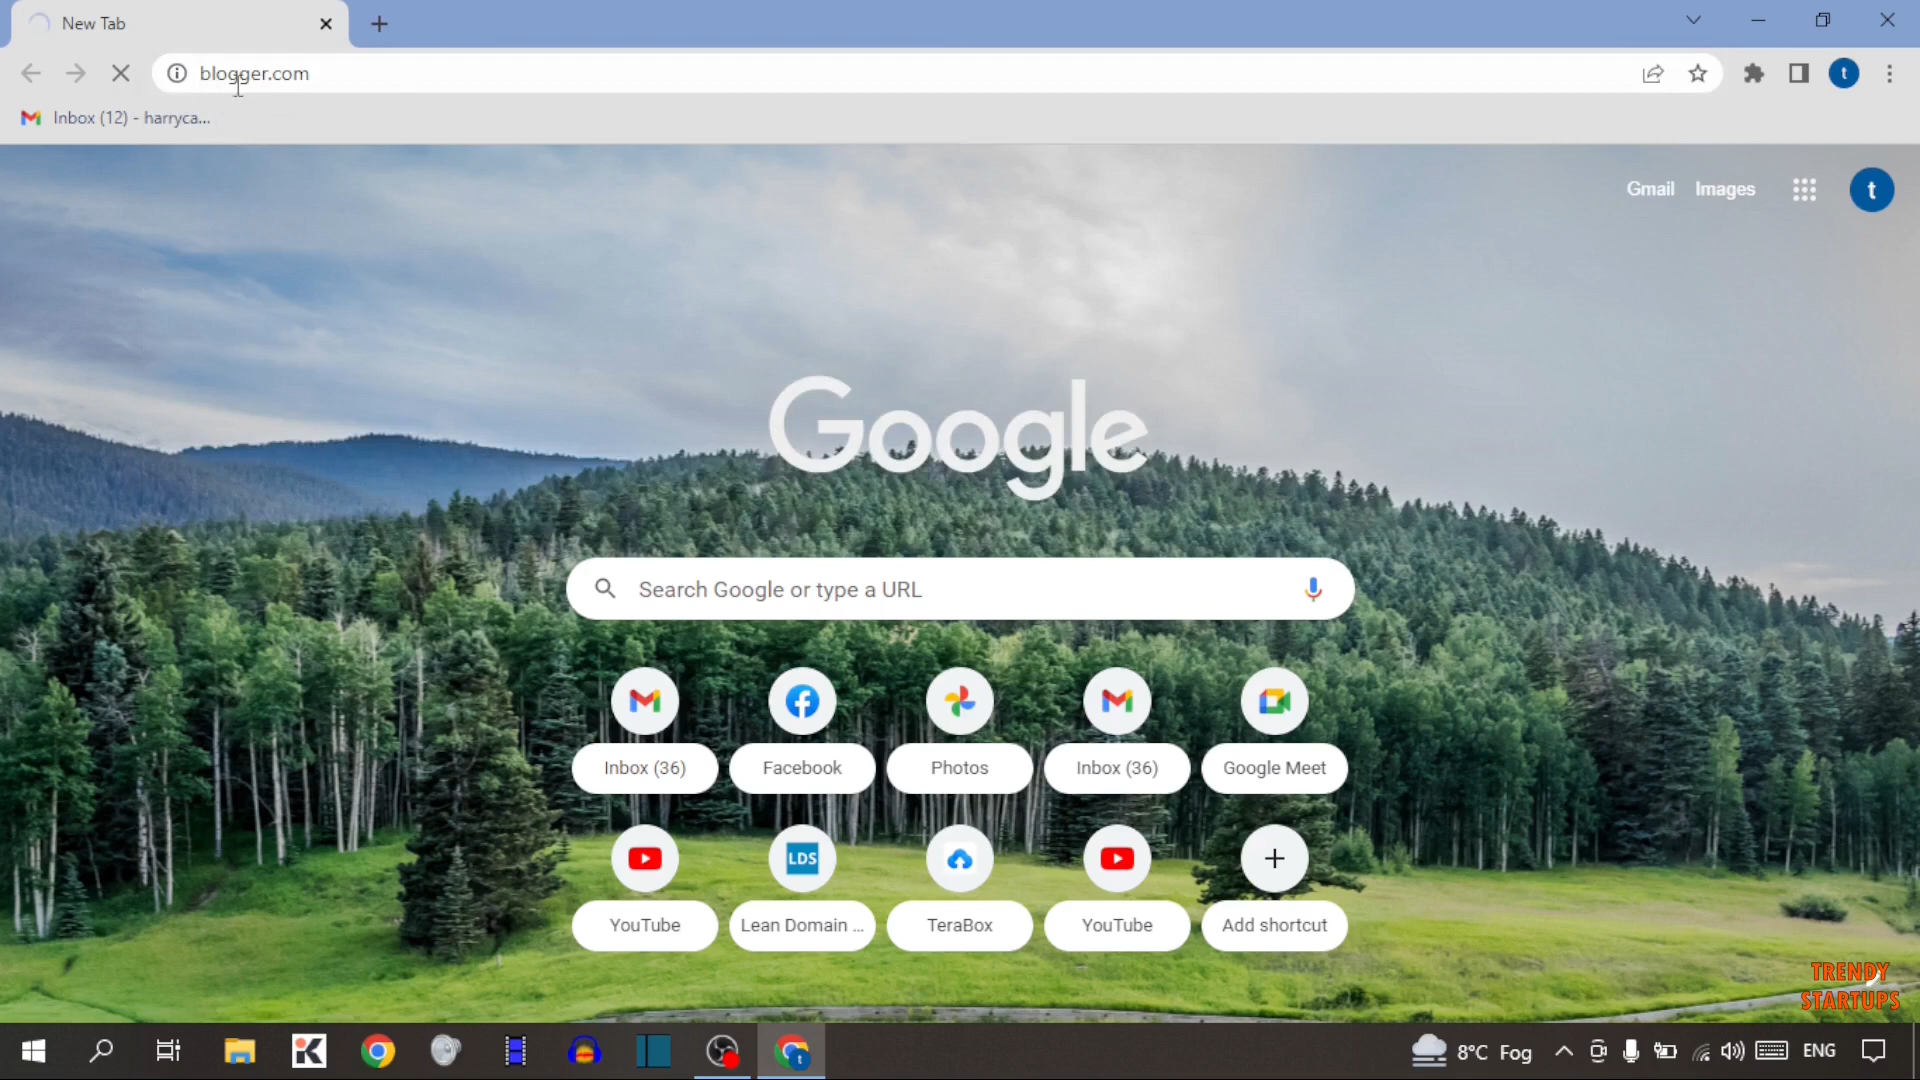 New Tab
blogger.com
Inbox (12) - harryca...
Gmail Images t
Google
Search Google or type a URL
Inbox (36) Facebook Photos Inbox (36) Google Meet
LDS
YouTube Lean Domain ... TeraBox YouTube Add shortcut
TRENDY
STARTUPS
8°C Fog ENG